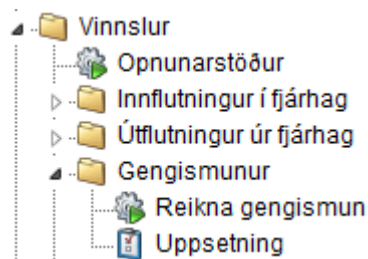 Vinnslur
Opnunarstöður
Innflutningur í fjárhag
Útflutningur úr fjárhag
Gengismunur
Reikna gengismun
Uppsetning